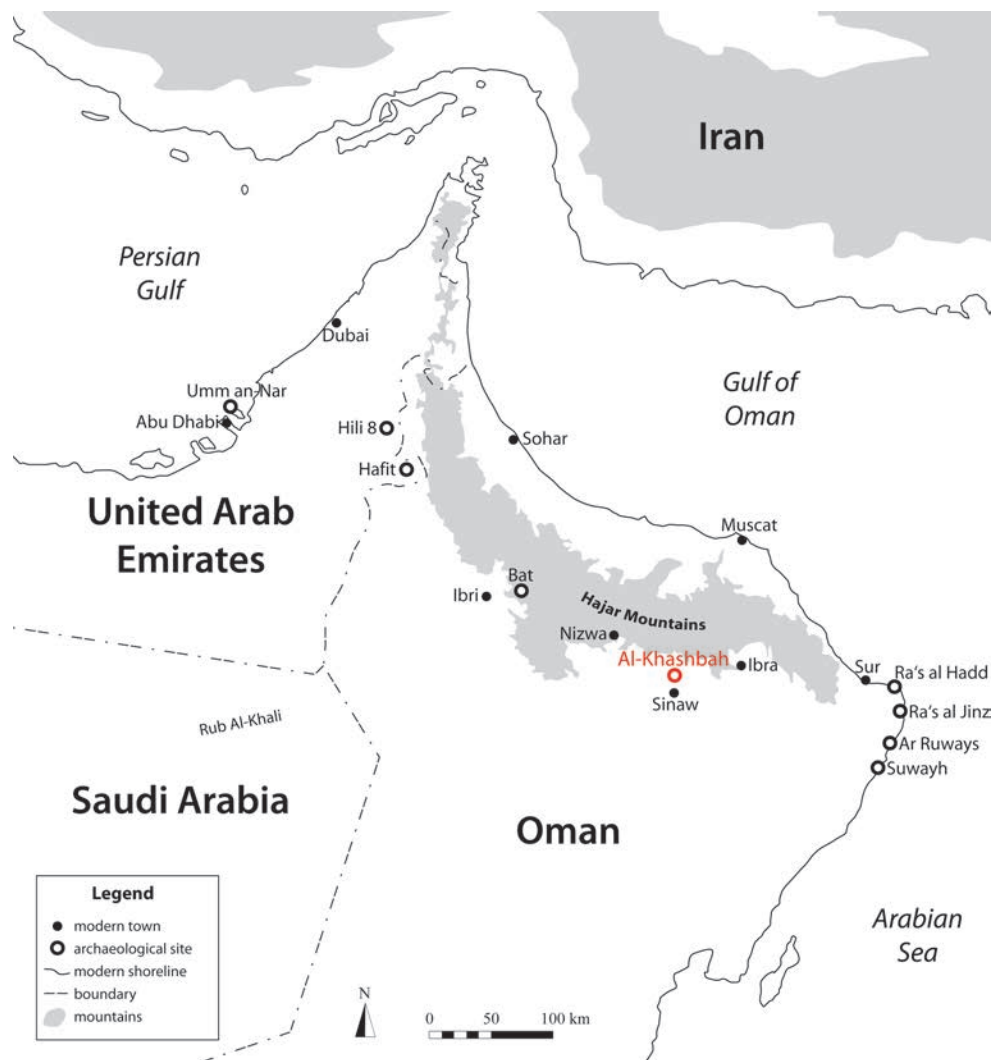 Iran
Persian
Gulf
Dubai
Gulf of
Oman
Umm an-Nar
Abu Dhabi
Hili 8
Sohar
Hafit
United Arab
Emirates
Muscat
Bat
Ibri
Hajar Mountains
Nizwa
Al-Khashbah
Ibra
Sur
Ra's al Hadd
Sinaw
Ra's al Jinz
Rub Al-Khali
Ar Ruways
Suwayh
Saudi Arabia
Oman
Legend
modern town
archaeological site
modern shoreline
boundary
mountains
Arabian
Sea
N
0 50 100 km